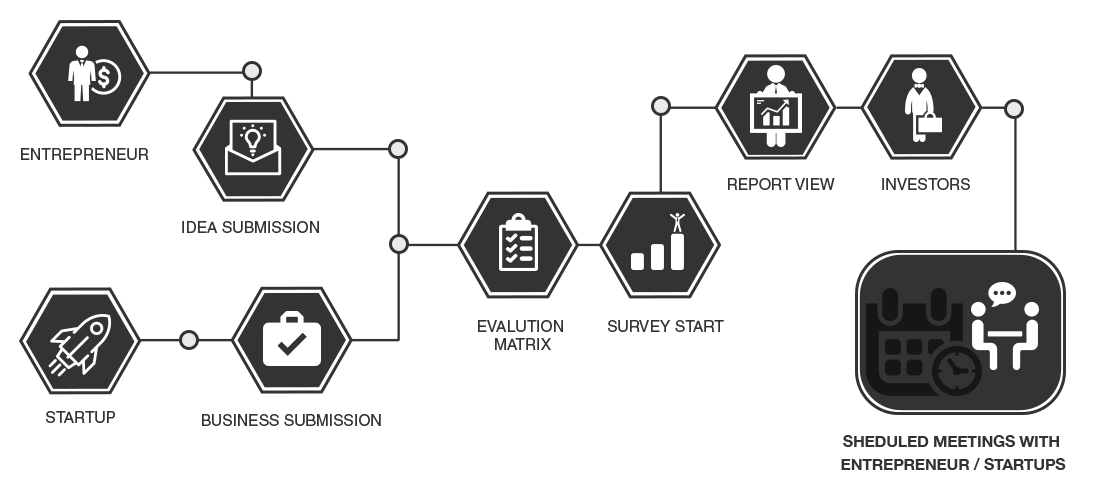 ENTREPRENEUR
IDEA SUBMISSION
STARTUP
BUSINESS SUBMISSION
EVALUTION
MATRIX
SURVEY START
REPORT VIEW
INVESTORS
SHEDULED MEETINGS WITH
ENTREPRENEUR / STARTUPS